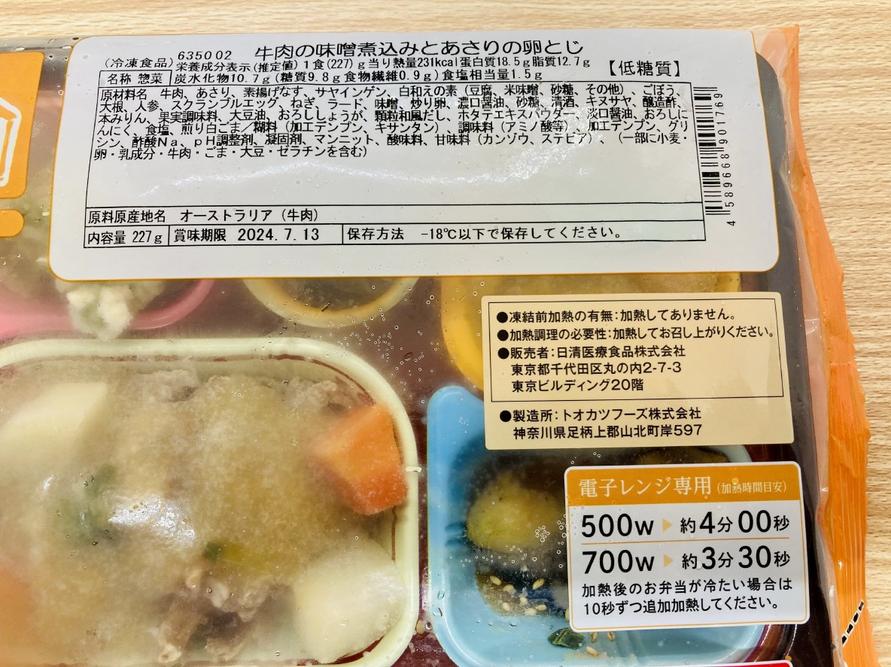 (冷凍食品) 63500２ 牛肉の味噌煮込みとあさりの卵とじ
栄養成分表示(推定値)1食(227)g当り熱量231kcal蛋白質18.5g脂質12.7g
名称 惣菜 炭水化物10.7g(糖質9.8g食物繊維0.9g)食塩相当量1.5g 【低糖質】
原材料名 牛肉、あさり、素揚げなす、サヤインゲン、白和えの素(豆腐、米味噌、砂糖、その他)、ごぼう、
大根、人参、スクランブルエッグ、ねぎ、ラード、味噌、炒り卵、濃口醤油、砂糖、清酒、キヌサヤ、醸造酢、
本みりん、果実調味料、大豆油、おろししょうが、顆粒和風だし、ホタテエキスパウダー、淡口醤油、おろしに
んにく、食塩、煎り白ごま/糊料(加工デンプン、キサンタン)、調味料(アミノ酸等)、加工デンプン、グリ
シン、酢酸Na、pH調整剤、凝固剤、マンニット、酸味料、甘味料(カンゾウ、ステビア)、(一部に小麦・
卵・乳成分・牛肉・ごま・大豆・ゼラチンを含む)
原料原産地名 オーストラリア(牛肉)
内容量 227g 賞味期限 2024.7.13 保存方法 -18℃以下で保存してください。
4589668901769
●凍結前加熱の有無:加熱してありません。
●加熱調理の必要性:加熱してお召し上がりください。
●販売者:日清医療食品株式会社
東京都千代田区丸の内2-7-3
東京ビルディング20階
●製造所:トオカツフーズ株式会社
神奈川県足柄上郡山北町岸597
電子レンジ専用(加熱時間目安)
500W 約4分00秒
700W 約3分30秒
加熱後のお弁当が冷たい場合は
10秒ずつ追加加熱してください。